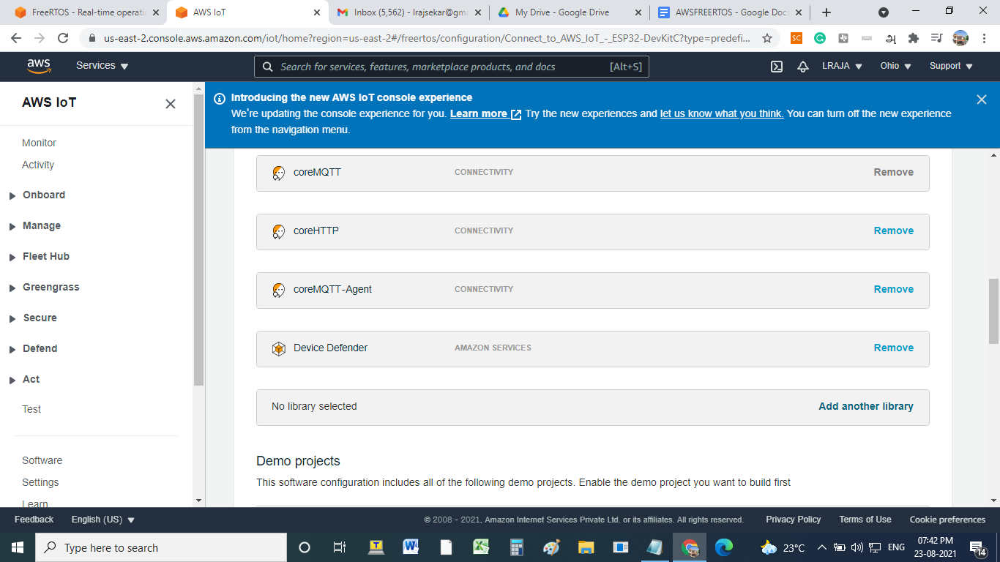 FreeRTOS - Real-time operati
AWS IoT
Inbox (5,562) - lrajsekar@gm
My Drive - Google Drive
AWSFREERTOS - Google Doc
us-east-2.console.aws.amazon.com/iot/home?region=us-east-2#/freertos/configuration/Connect_to_AWS_IoT_-_ESP32-DevKitC?type=predefi...
SC
அ
aws
Services
Search for services, features, marketplace products, and docs
[Alt+S]
LRAJA
Ohio
Support
AWS IoT
Monitor
Activity
Onboard
Manage
Fleet Hub
Greengrass
Secure
Defend
Act
Test
Software
Settings
Learn
Introducing the new AWS IoT console experience
We're updating the console experience for you. Learn more Try the new experiences and let us know what you think. You can turn off the new experience
from the navigation menu.
coreMQTT CONNECTIVITY Remove
coreHTTP CONNECTIVITY Remove
coreMQTT-Agent CONNECTIVITY Remove
Device Defender AMAZON SERVICES Remove
No library selected Add another library
Demo projects
This software configuration includes all of the following demo projects. Enable the demo project you want to build first
Feedback
English (US)
© 2008 - 2021, Amazon Internet Services Private Ltd. or its affiliates. All rights reserved.
Privacy Policy
Terms of Use
Cookie preferences
Type here to search
23°C
ENG
07:42 PM
23-08-2021
14